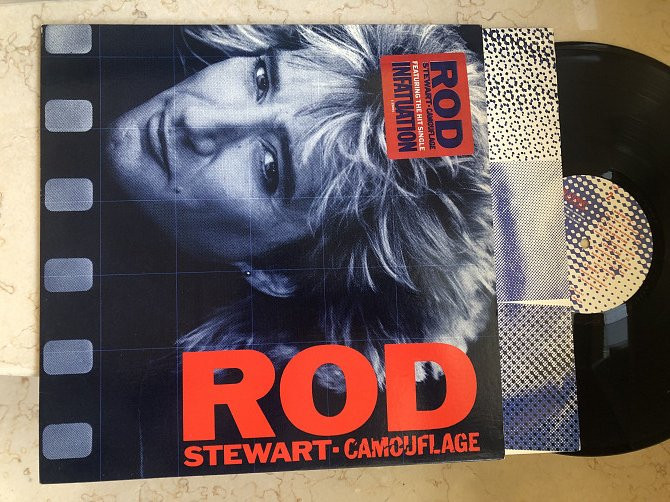 ROD
STEWART-CAMOUFLAGE
FEATURING THE HIT SINGLE
INFATUATION
ROD
STEWART-CAMOUFLAGE